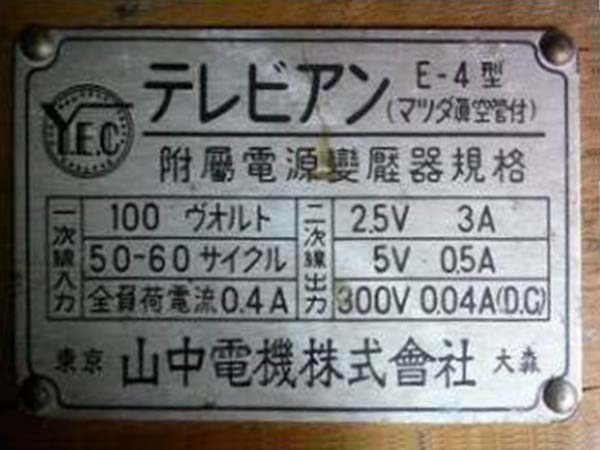 Y.E.C
テレビアン E-4型
(マツダ眞空管付)
附屬電源變壓器規格
一次線入力
100 ヴオルト
50-60 サイクル
全負荷電流 0.4A
二次線出力
2.5V 3A
5V 0.5A
300V 0.04A(D.C)
東京 山中電機株式會社 大森